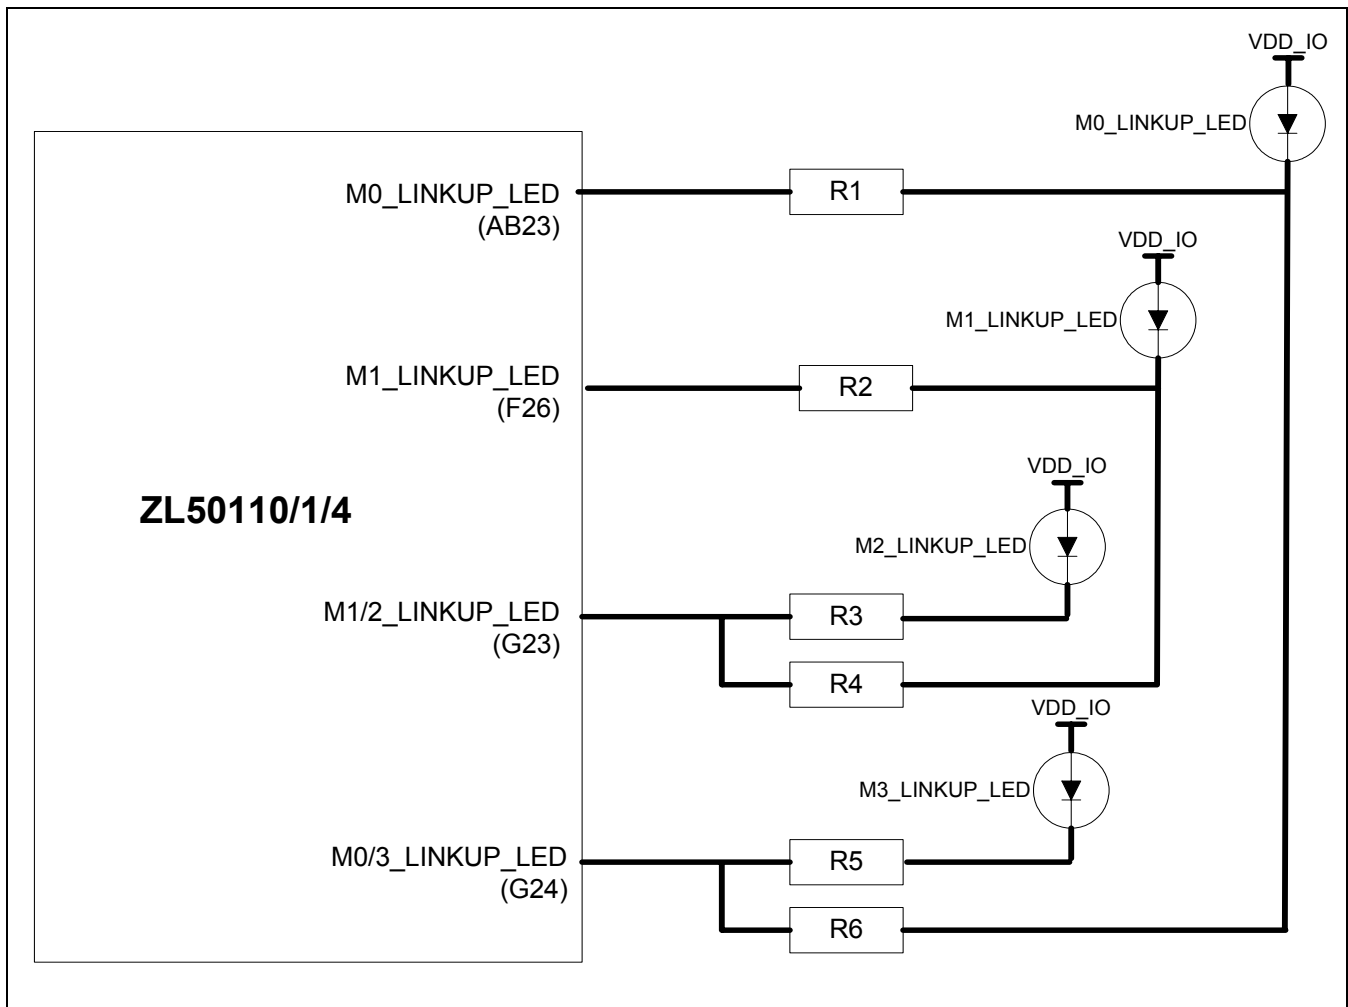 VDD_IO
M0_LINKUP_LED
M0_LINKUP_LED
(AB23)
R1
VDD_IO
M1_LINKUP_LED
M1_LINKUP_LED
(F26)
R2
VDD_IO
ZL50110/1/4
M2_LINKUP_LED
M1/2_LINKUP_LED
(G23)
R3
R4
VDD_IO
M3_LINKUP_LED
M0/3_LINKUP_LED
(G24)
R5
R6